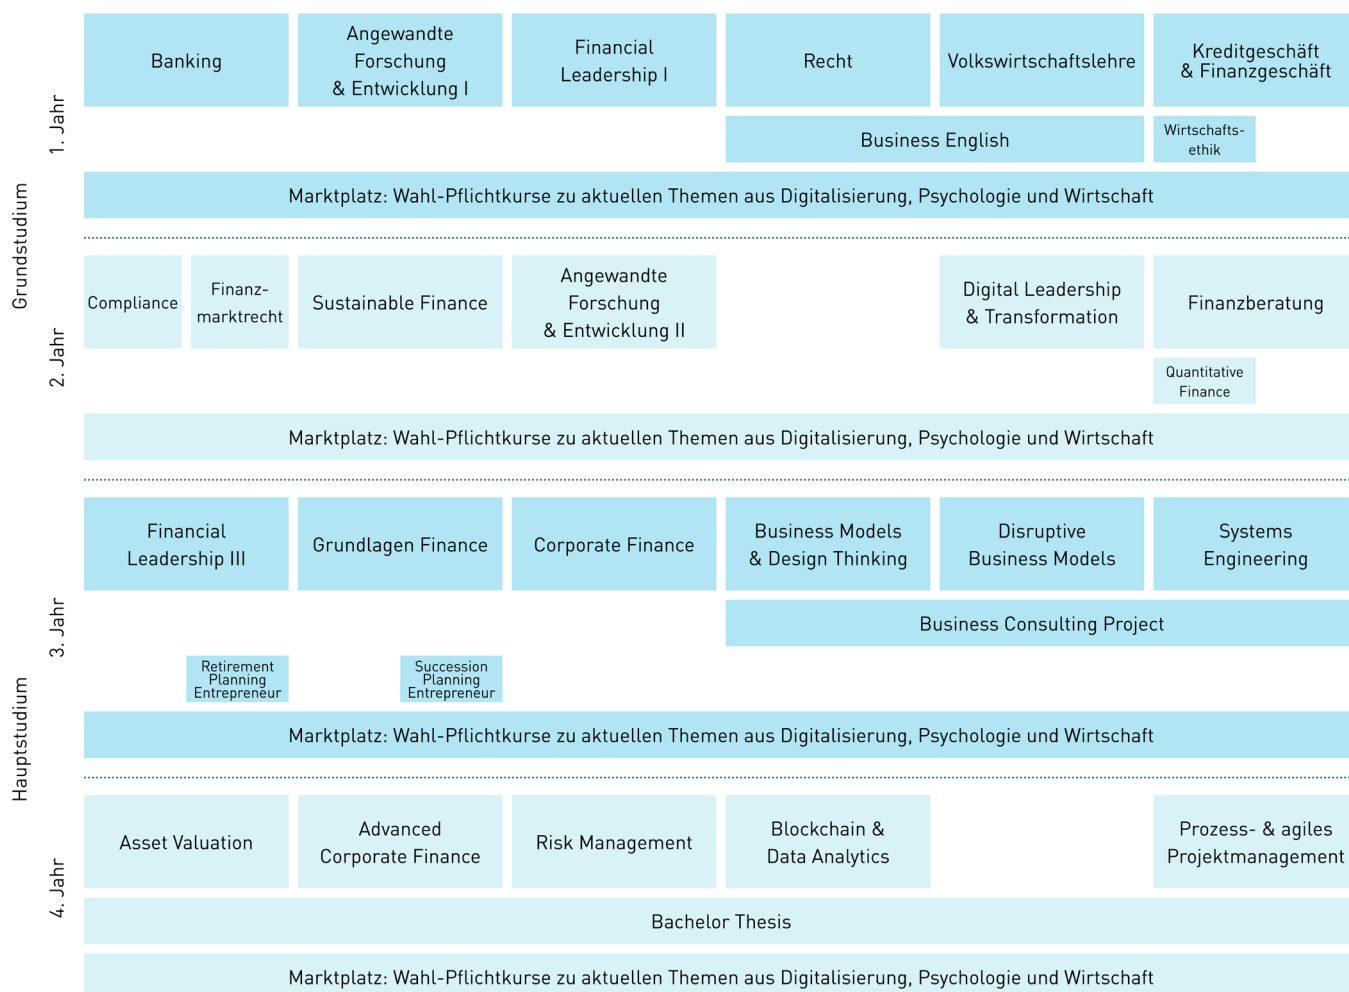 Grundstudium
1. Jahr
Banking
Angewandte
Forschung
& Entwicklung I
Financial
Leadership I
Recht
Volkswirtschaftslehre
Kreditgeschäft
& Finanzgeschäft
Business English
Wirtschafts-
ethik
Marktplatz: Wahl-Pflichtkurse zu aktuellen Themen aus Digitalisierung, Psychologie und Wirtschaft
2. Jahr
Compliance
Finanz-
marktrecht
Sustainable Finance
Angewandte
Forschung
& Entwicklung II
Digital Leadership
& Transformation
Finanzberatung
Quantitative
Finance
Marktplatz: Wahl-Pflichtkurse zu aktuellen Themen aus Digitalisierung, Psychologie und Wirtschaft
Hauptstudium
3. Jahr
Financial
Leadership III
Grundlagen Finance
Corporate Finance
Business Models
& Design Thinking
Disruptive
Business Models
Systems
Engineering
Business Consulting Project
Retirement
Planning
Entrepreneur
Succession
Planning
Entrepreneur
Marktplatz: Wahl-Pflichtkurse zu aktuellen Themen aus Digitalisierung, Psychologie und Wirtschaft
4. Jahr
Asset Valuation
Advanced
Corporate Finance
Risk Management
Blockchain &
Data Analytics
Prozess- & agiles
Projektmanagement
Bachelor Thesis
Marktplatz: Wahl-Pflichtkurse zu aktuellen Themen aus Digitalisierung, Psychologie und Wirtschaft